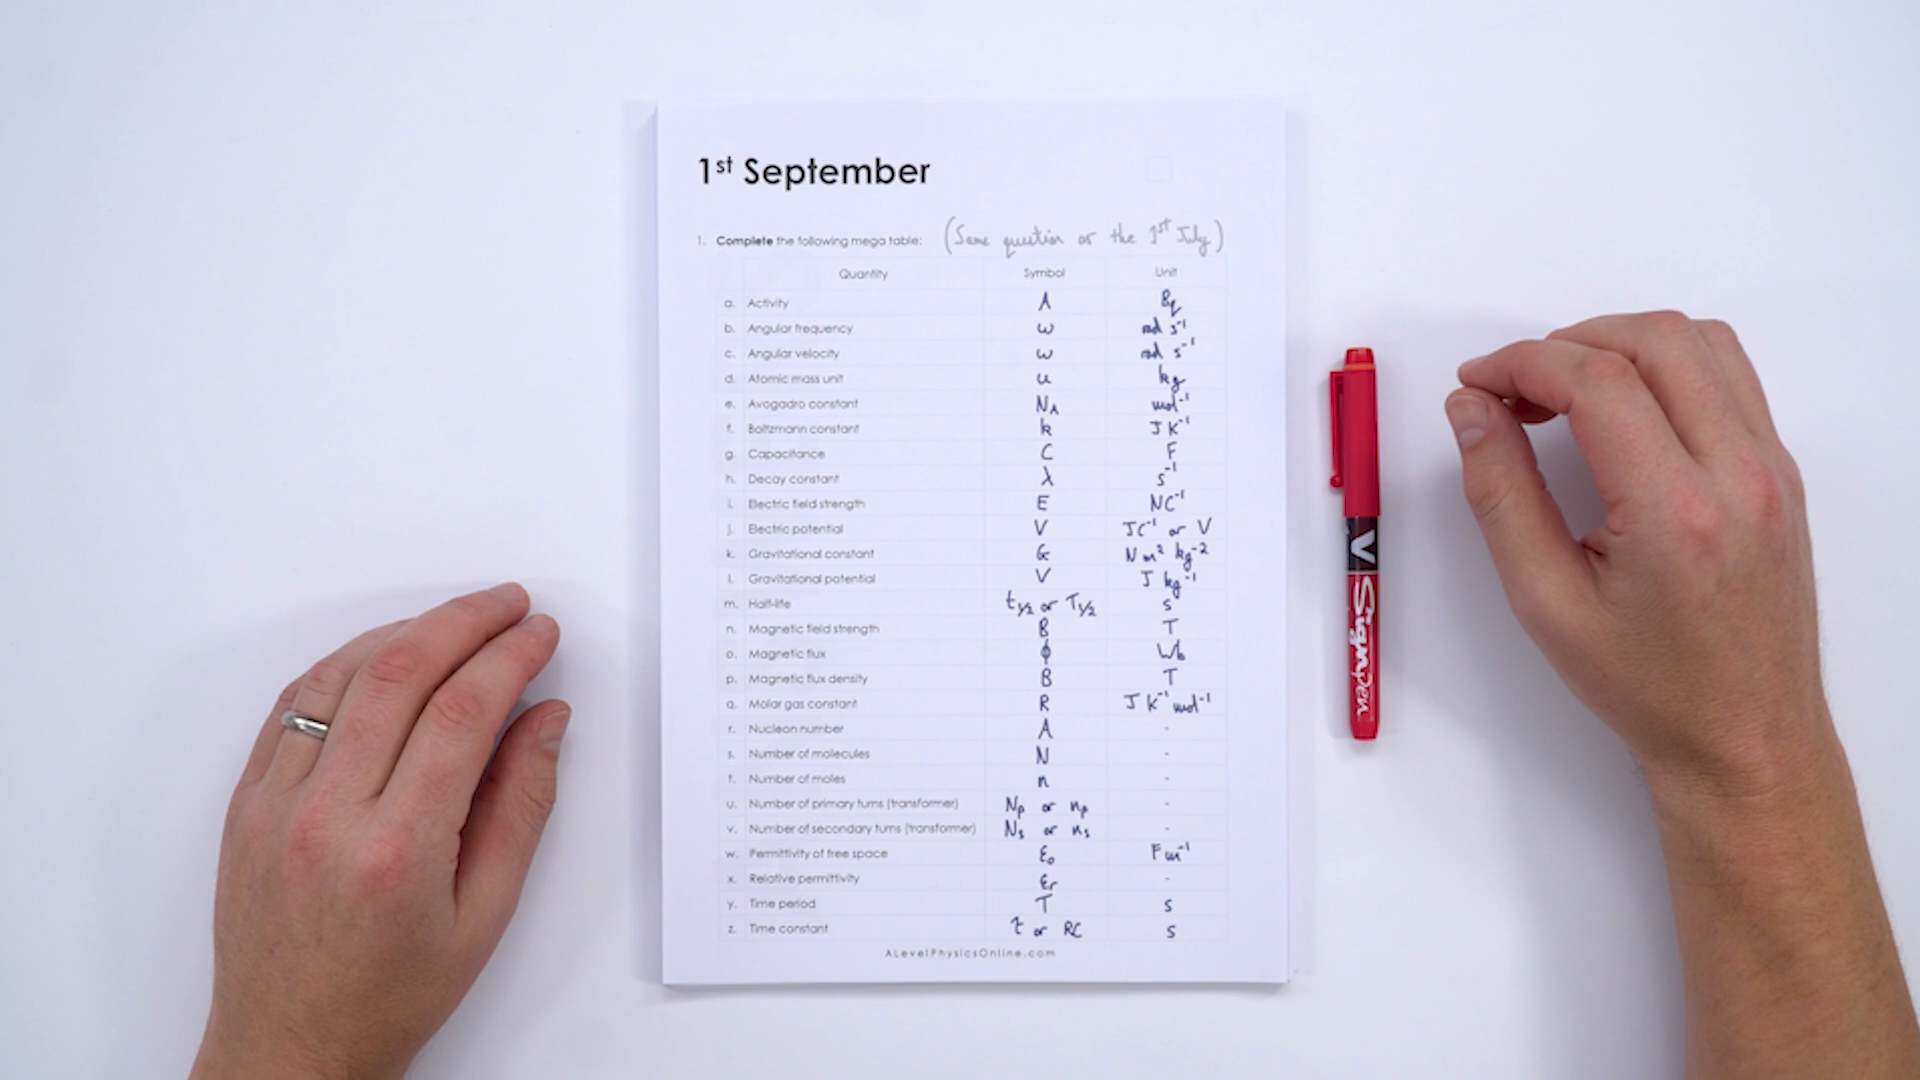 1st September
1. Complete the following mega table: (Same question as the 1st July)
Quantity Symbol Unit
a. Activity A Bq
b. Angular frequency ω rad s⁻¹
c. Angular velocity ω rad s⁻¹
d. Atomic mass unit u kg
e. Avogadro constant N_A mol⁻¹
f. Boltzmann constant k J K⁻¹
g. Capacitance C F
h. Decay constant λ s⁻¹
i. Electric field strength E NC⁻¹
j. Electric potential V JC⁻¹ or V
k. Gravitational constant G N m² kg⁻²
l. Gravitational potential V J kg⁻¹
m. Half-life t½ or T½ s
n. Magnetic field strength B T
o. Magnetic flux ϕ Wb
p. Magnetic flux density B T
q. Molar gas constant R J K⁻¹ mol⁻¹
r. Nucleon number A -
s. Number of molecules N -
t. Number of moles n -
u. Number of primary turns (transformer) Np or np -
v. Number of secondary turns (transformer) Ns or ns -
w. Permittivity of free space ε₀ F m⁻¹
x. Relative permittivity εr -
y. Time period T s
z. Time constant τ or RC s
ALevelPhysicsOnline.com
V Sign Pen